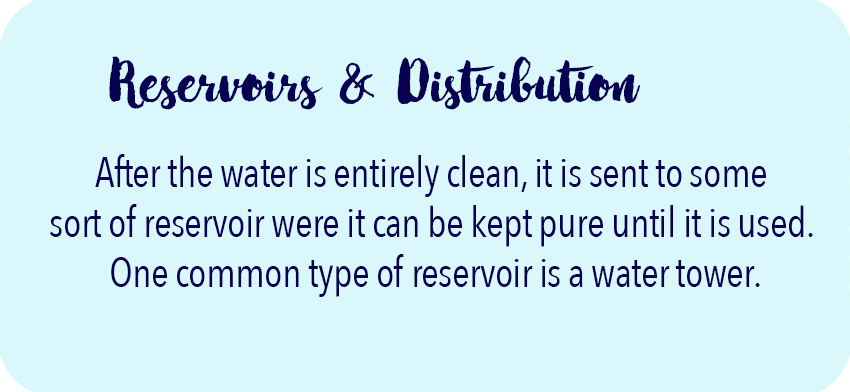 Reservoirs & Distribution
After the water is entirely clean, it is sent to some
sort of reservoir were it can be kept pure until it is used.
One common type of reservoir is a water tower.